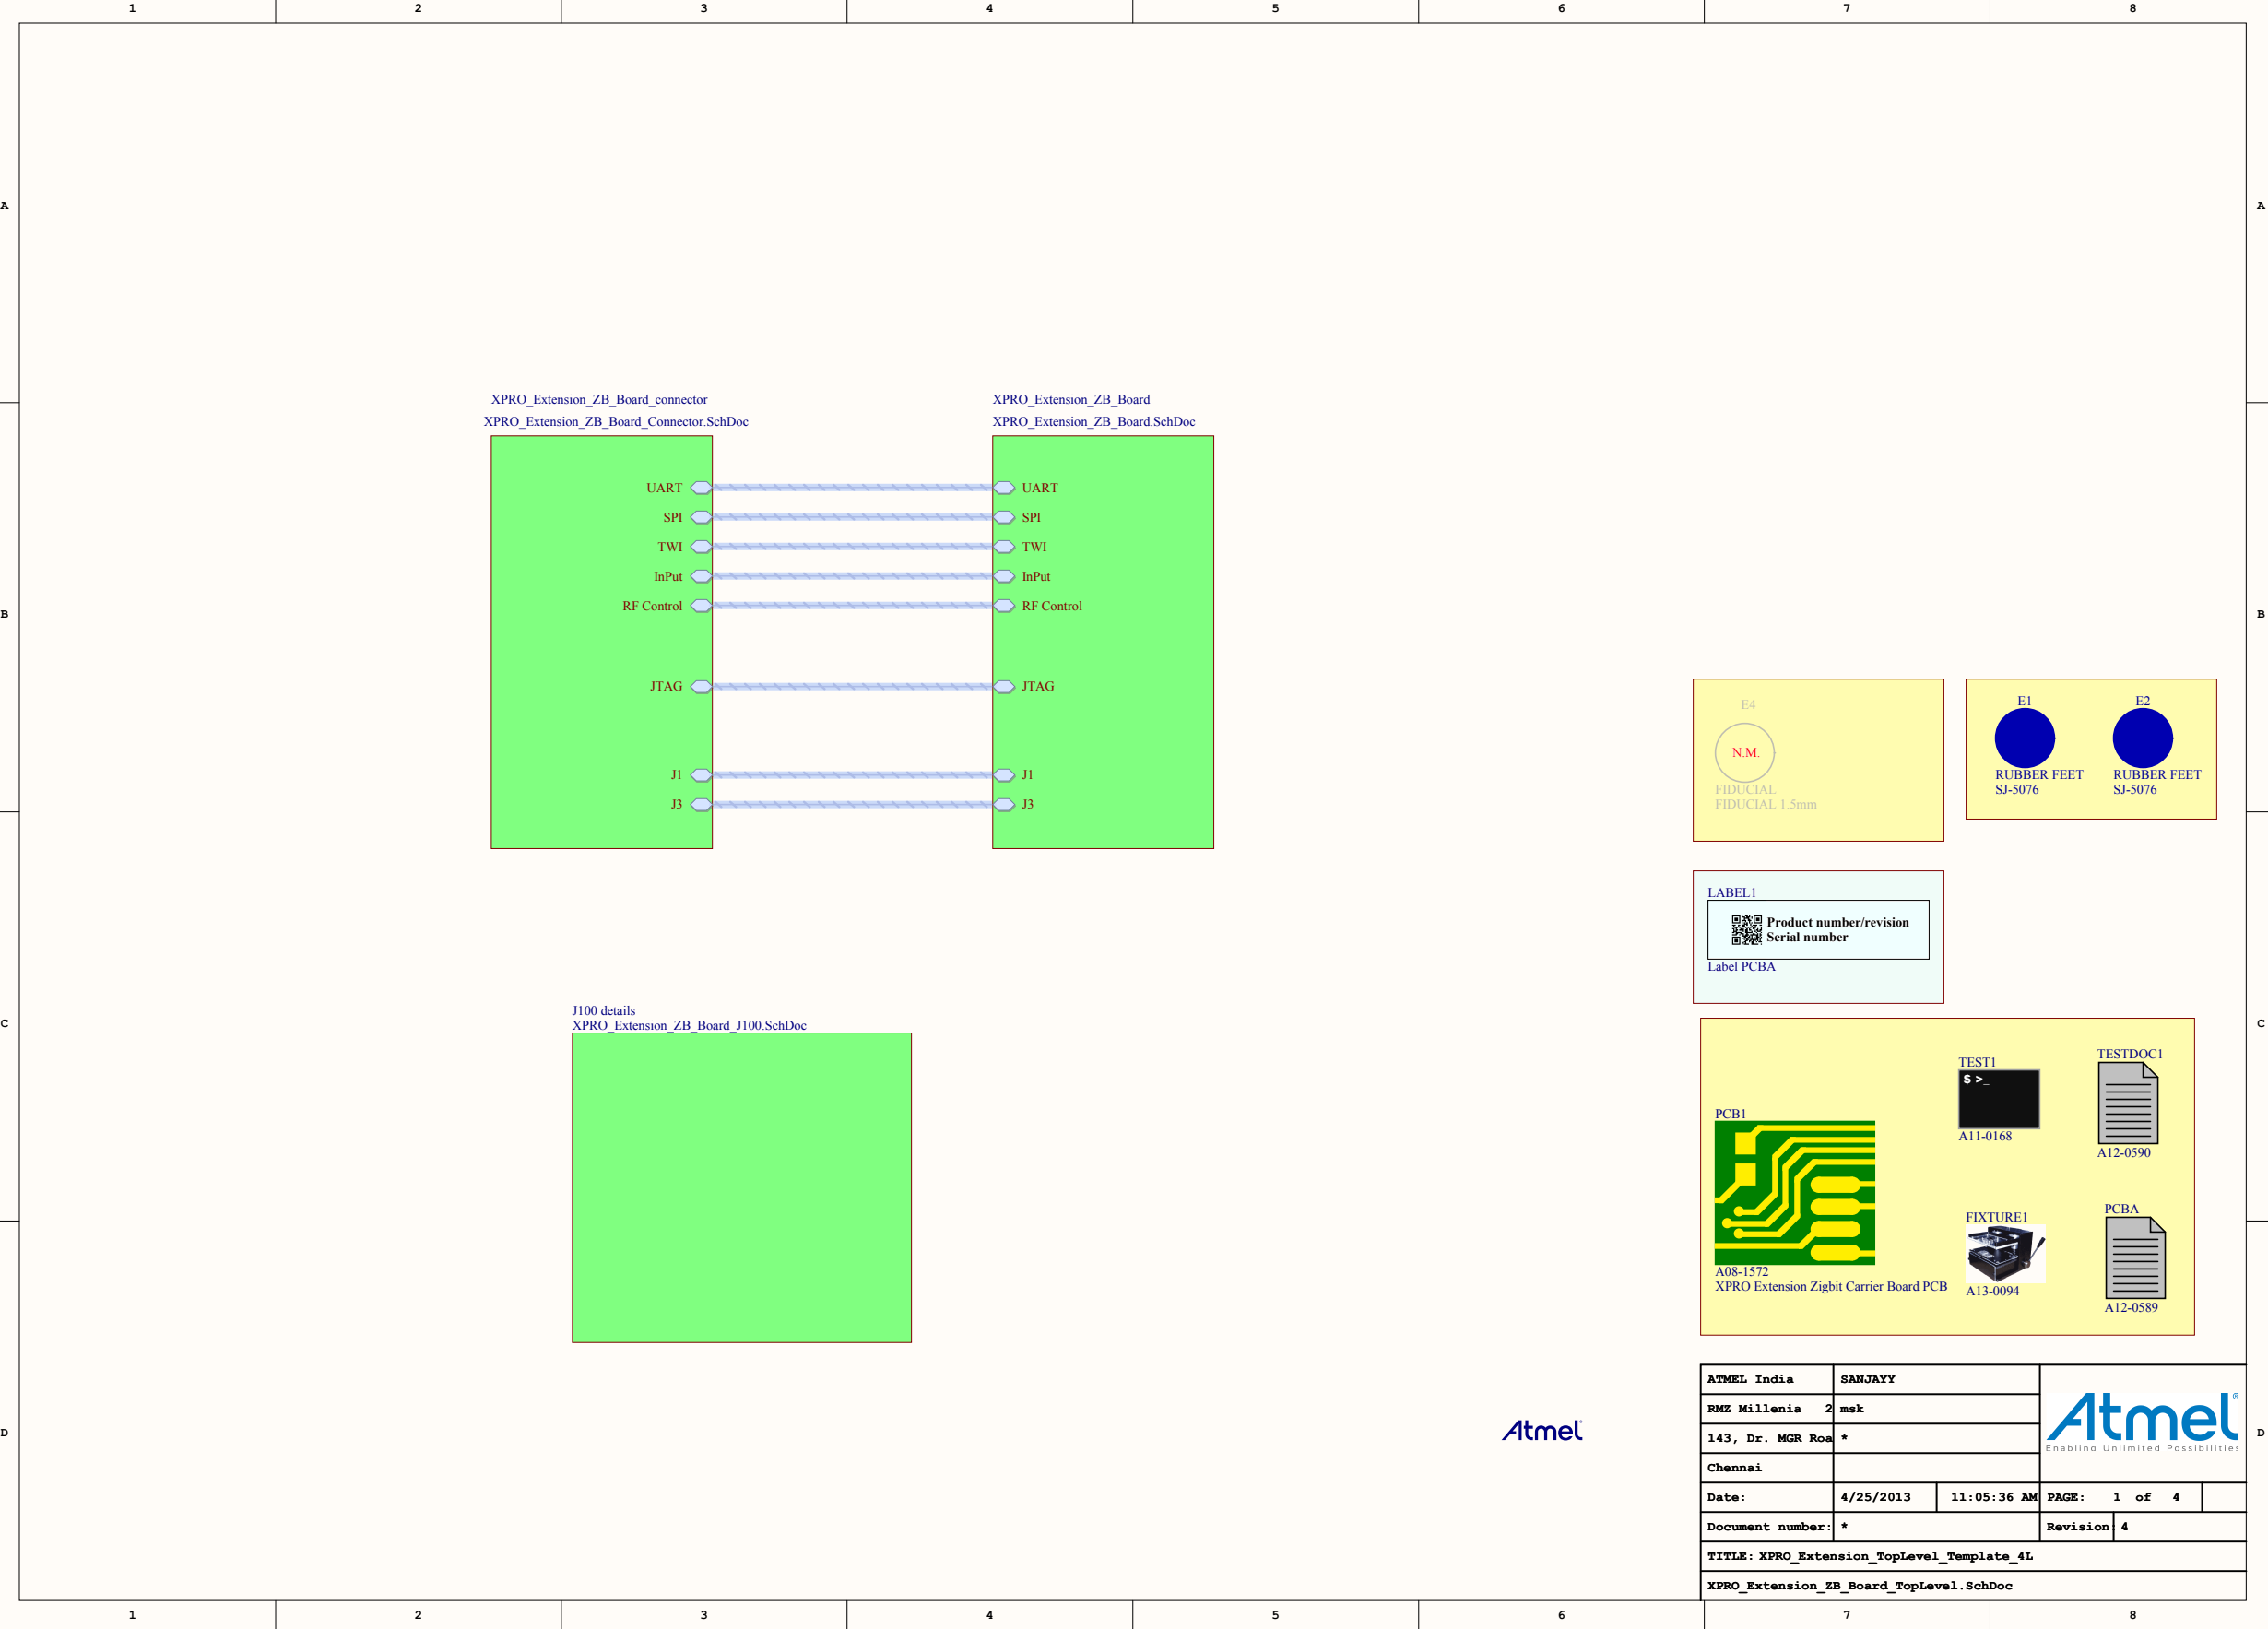 1 2 3 4 5 6 7 8
A A
XPRO_Extension_ZB_Board_connector
XPRO_Extension_ZB_Board_Connector.SchDoc
XPRO_Extension_ZB_Board
XPRO_Extension_ZB_Board.SchDoc
UART UART
SPI SPI
TWI TWI
InPut InPut
RF Control RF Control
JTAG JTAG
J1 J1
J3 J3
B B
E4
N.M.
FIDUCIAL
FIDUCIAL 1.5mm
E1
RUBBER FEET
SJ-5076
E2
RUBBER FEET
SJ-5076
LABEL1
Product number/revision
Serial number
Label PCBA
C C
J100 details
XPRO_Extension_ZB_Board_J100.SchDoc
PCB1
A08-1572
XPRO Extension Zigbit Carrier Board PCB
TEST1
$ >_
A11-0168
TESTDOC1
A12-0590
FIXTURE1
A13-0094
PCBA
A12-0589
D D
Atmel
ATMEL India SANJAYY
RMZ Millenia 2 msk
143, Dr. MGR Roa *
Chennai
Atmel®
Enabling Unlimited Possibilities
Date: 4/25/2013 11:05:36 AM PAGE: 1 of 4
Document number: * Revision: 4
TITLE: XPRO_Extension_TopLevel_Template_4L
XPRO_Extension_ZB_Board_TopLevel.SchDoc
1 2 3 4 5 6 7 8